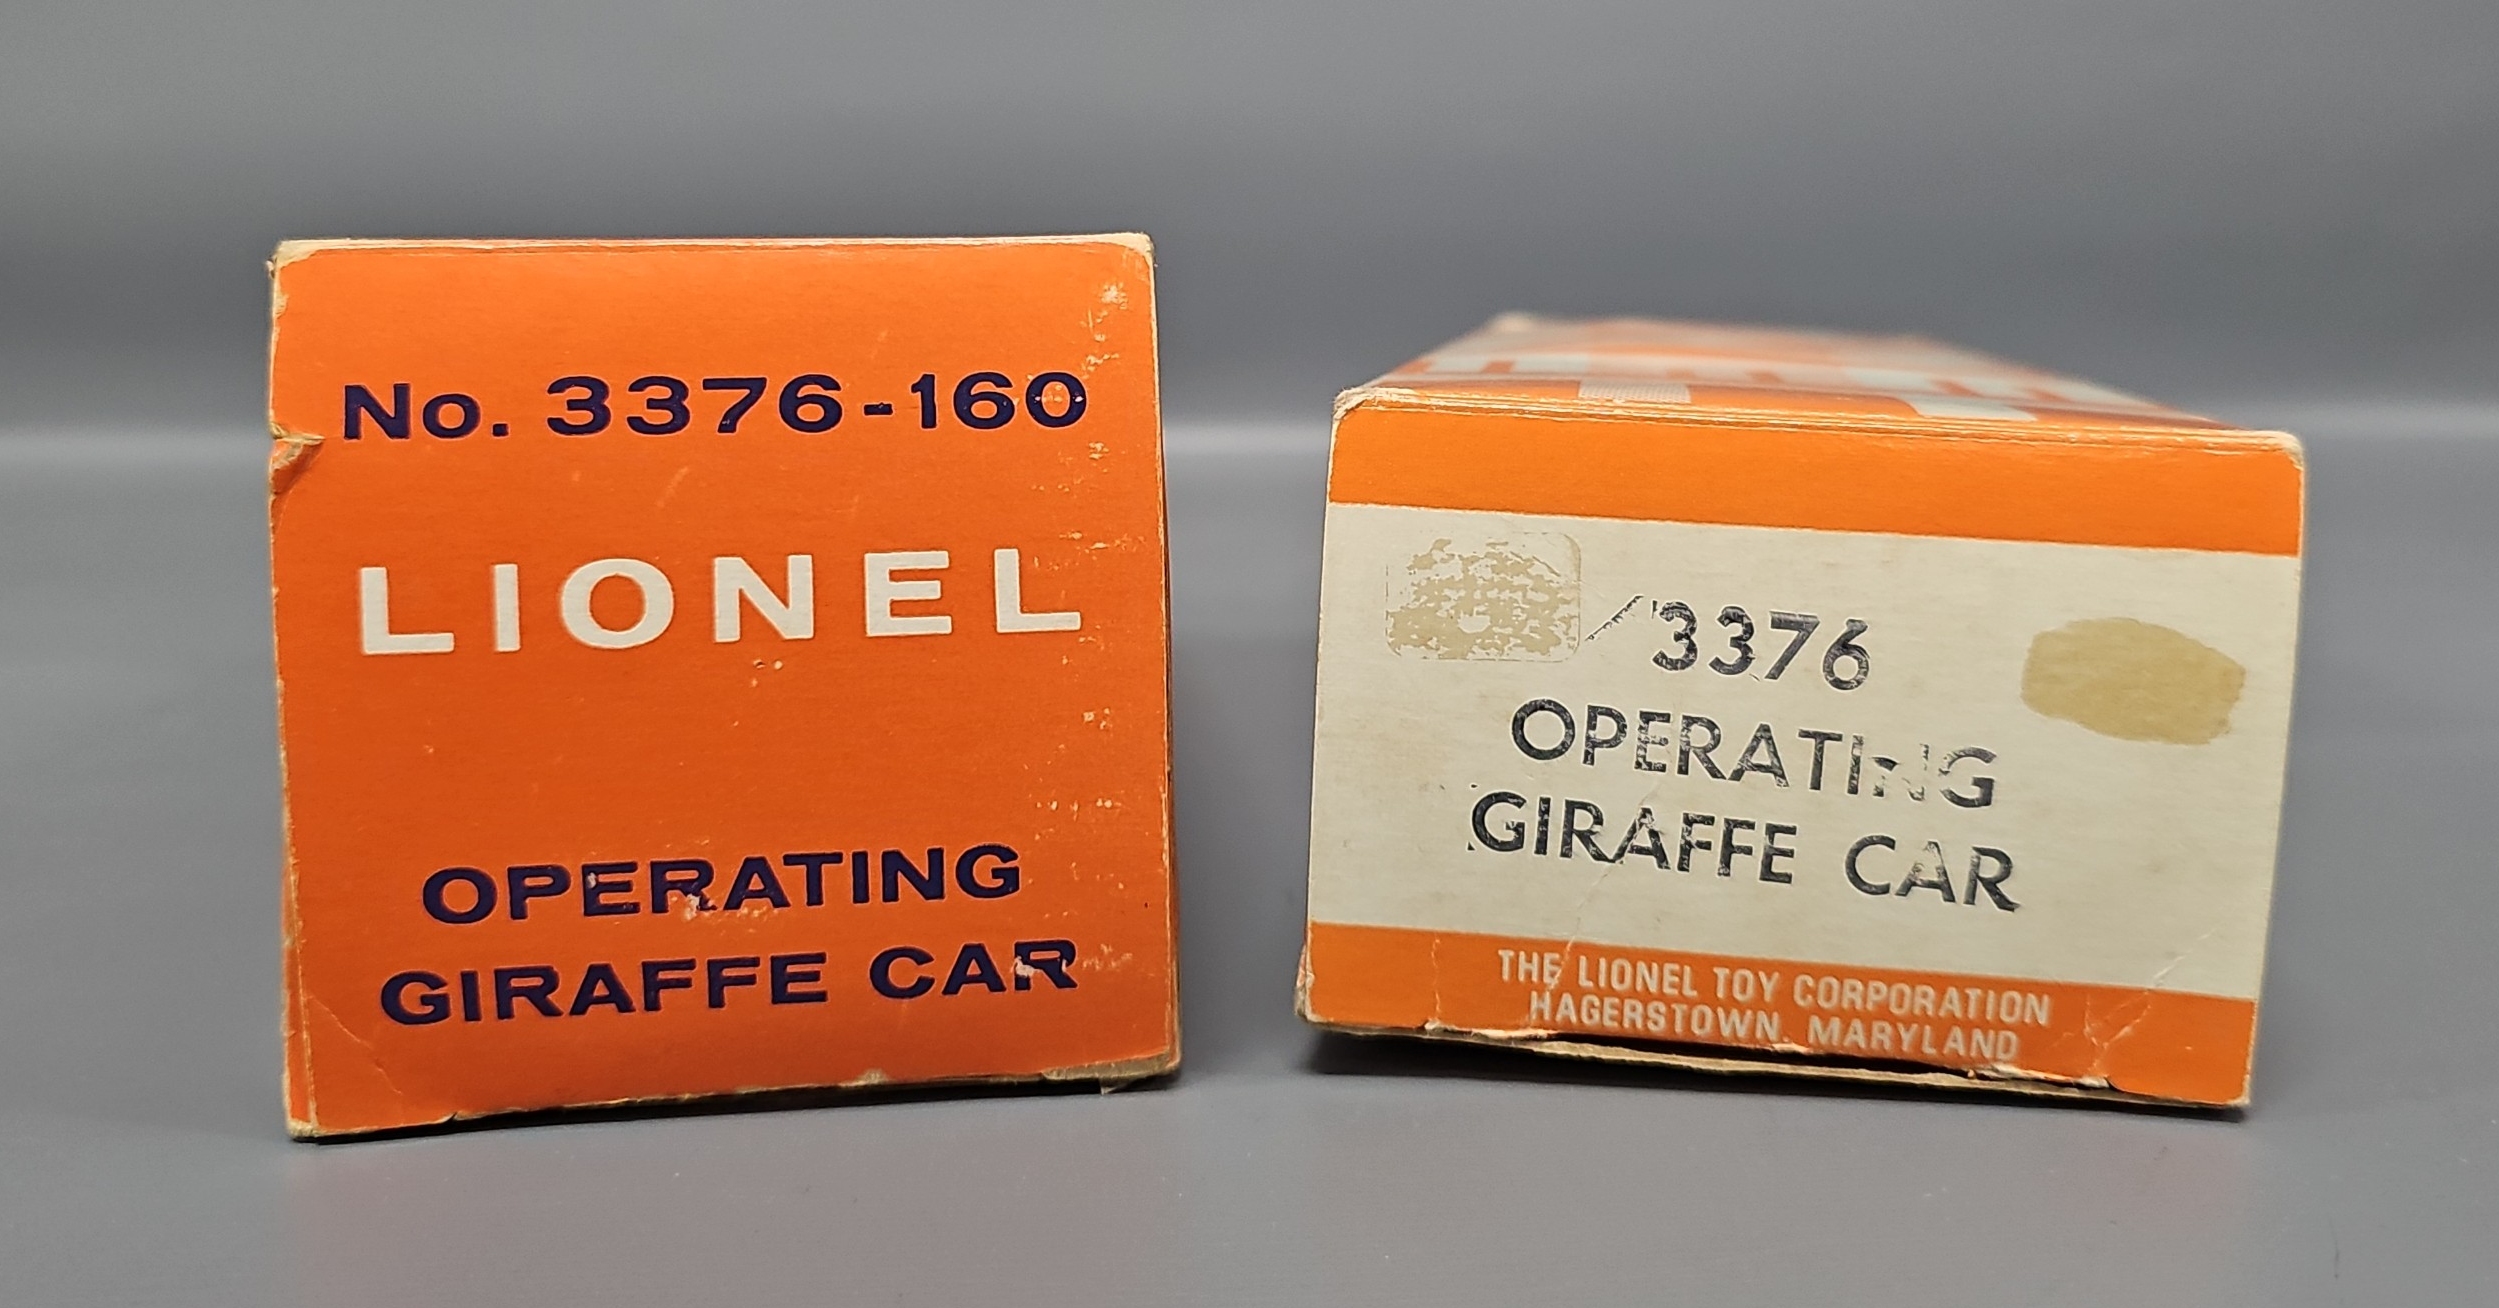 No. 3376-160
LIONEL
OPERATING
GIRAFFE CAR
3376
OPERATING
GIRAFFE CAR
THE LIONEL TOY CORPORATION
HAGERSTOWN, MARYLAND